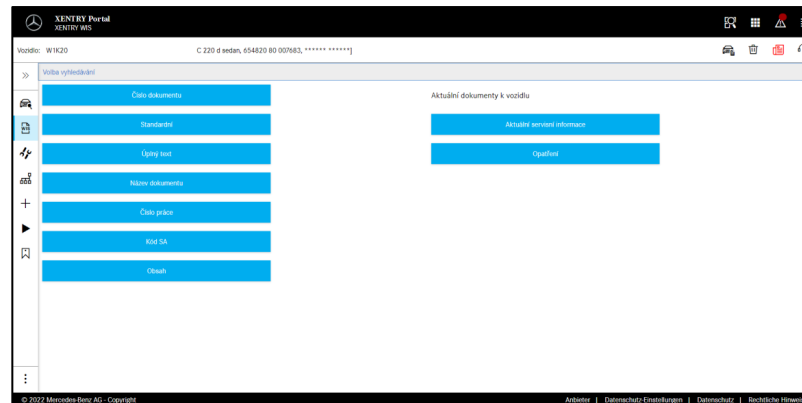 XENTRY Portal
XENTRY WIS
Vozidlo: W1K20 C 220 d sedan, 654820 80 007683, ****** ******]
Volba vyhledávání
Číslo dokumentu
Standardní
Úplný text
Název dokumentu
Číslo práce
Kód SA
Obsah
Aktuální dokumenty k vozidlu
Aktuální servisní informace
Opatření
WIS
© 2022 Mercedes-Benz AG - Copyright
Anbieter | Datenschutz-Einstellungen | Datenschutz | Rechtliche Hinwei